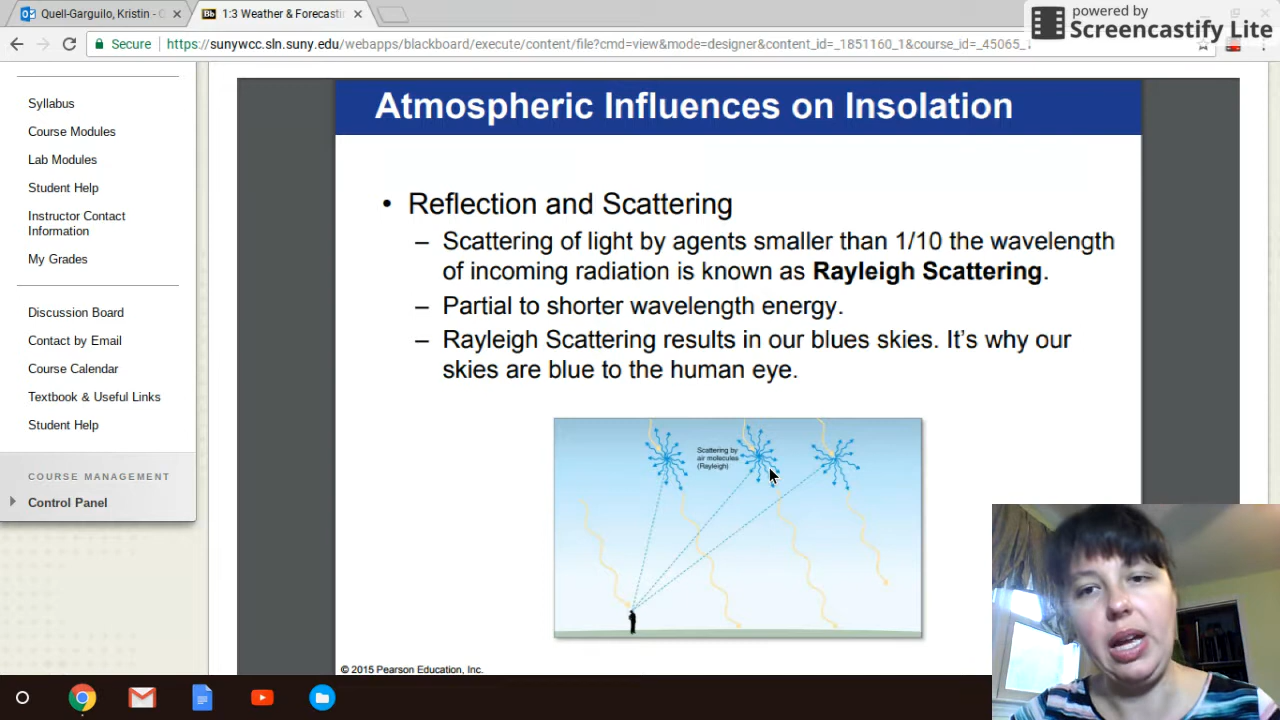 Quell-Garguilo, Kristin -
Bb 1:3 Weather & Forecastin
powered by
Screencastify Lite
Secure https://sunywcc.sln.suny.edu/webapps/blackboard/execute/content/file?cmd=view&mode=designer&content_id=_1851160_1&course_id=_45065_1
Syllabus
Course Modules
Lab Modules
Student Help
Instructor Contact
Information
My Grades
Discussion Board
Contact by Email
Course Calendar
Textbook & Useful Links
Student Help
COURSE MANAGEMENT
Control Panel
Atmospheric Influences on Insolation
• Reflection and Scattering
– Scattering of light by agents smaller than 1/10 the wavelength
of incoming radiation is known as Rayleigh Scattering.
– Partial to shorter wavelength energy.
– Rayleigh Scattering results in our blues skies. It's why our
skies are blue to the human eye.
Scattering by
air molecules
(Rayleigh)
© 2015 Pearson Education, Inc.